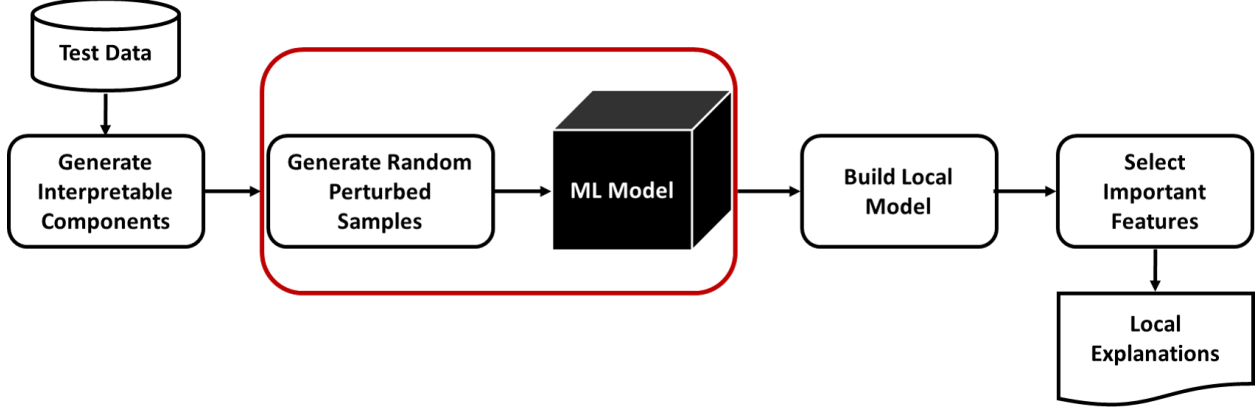 Test Data
Generate
Interpretable
Components
Generate Random
Perturbed
Samples
ML Model
Build Local
Model
Select
Important
Features
Local
Explanations